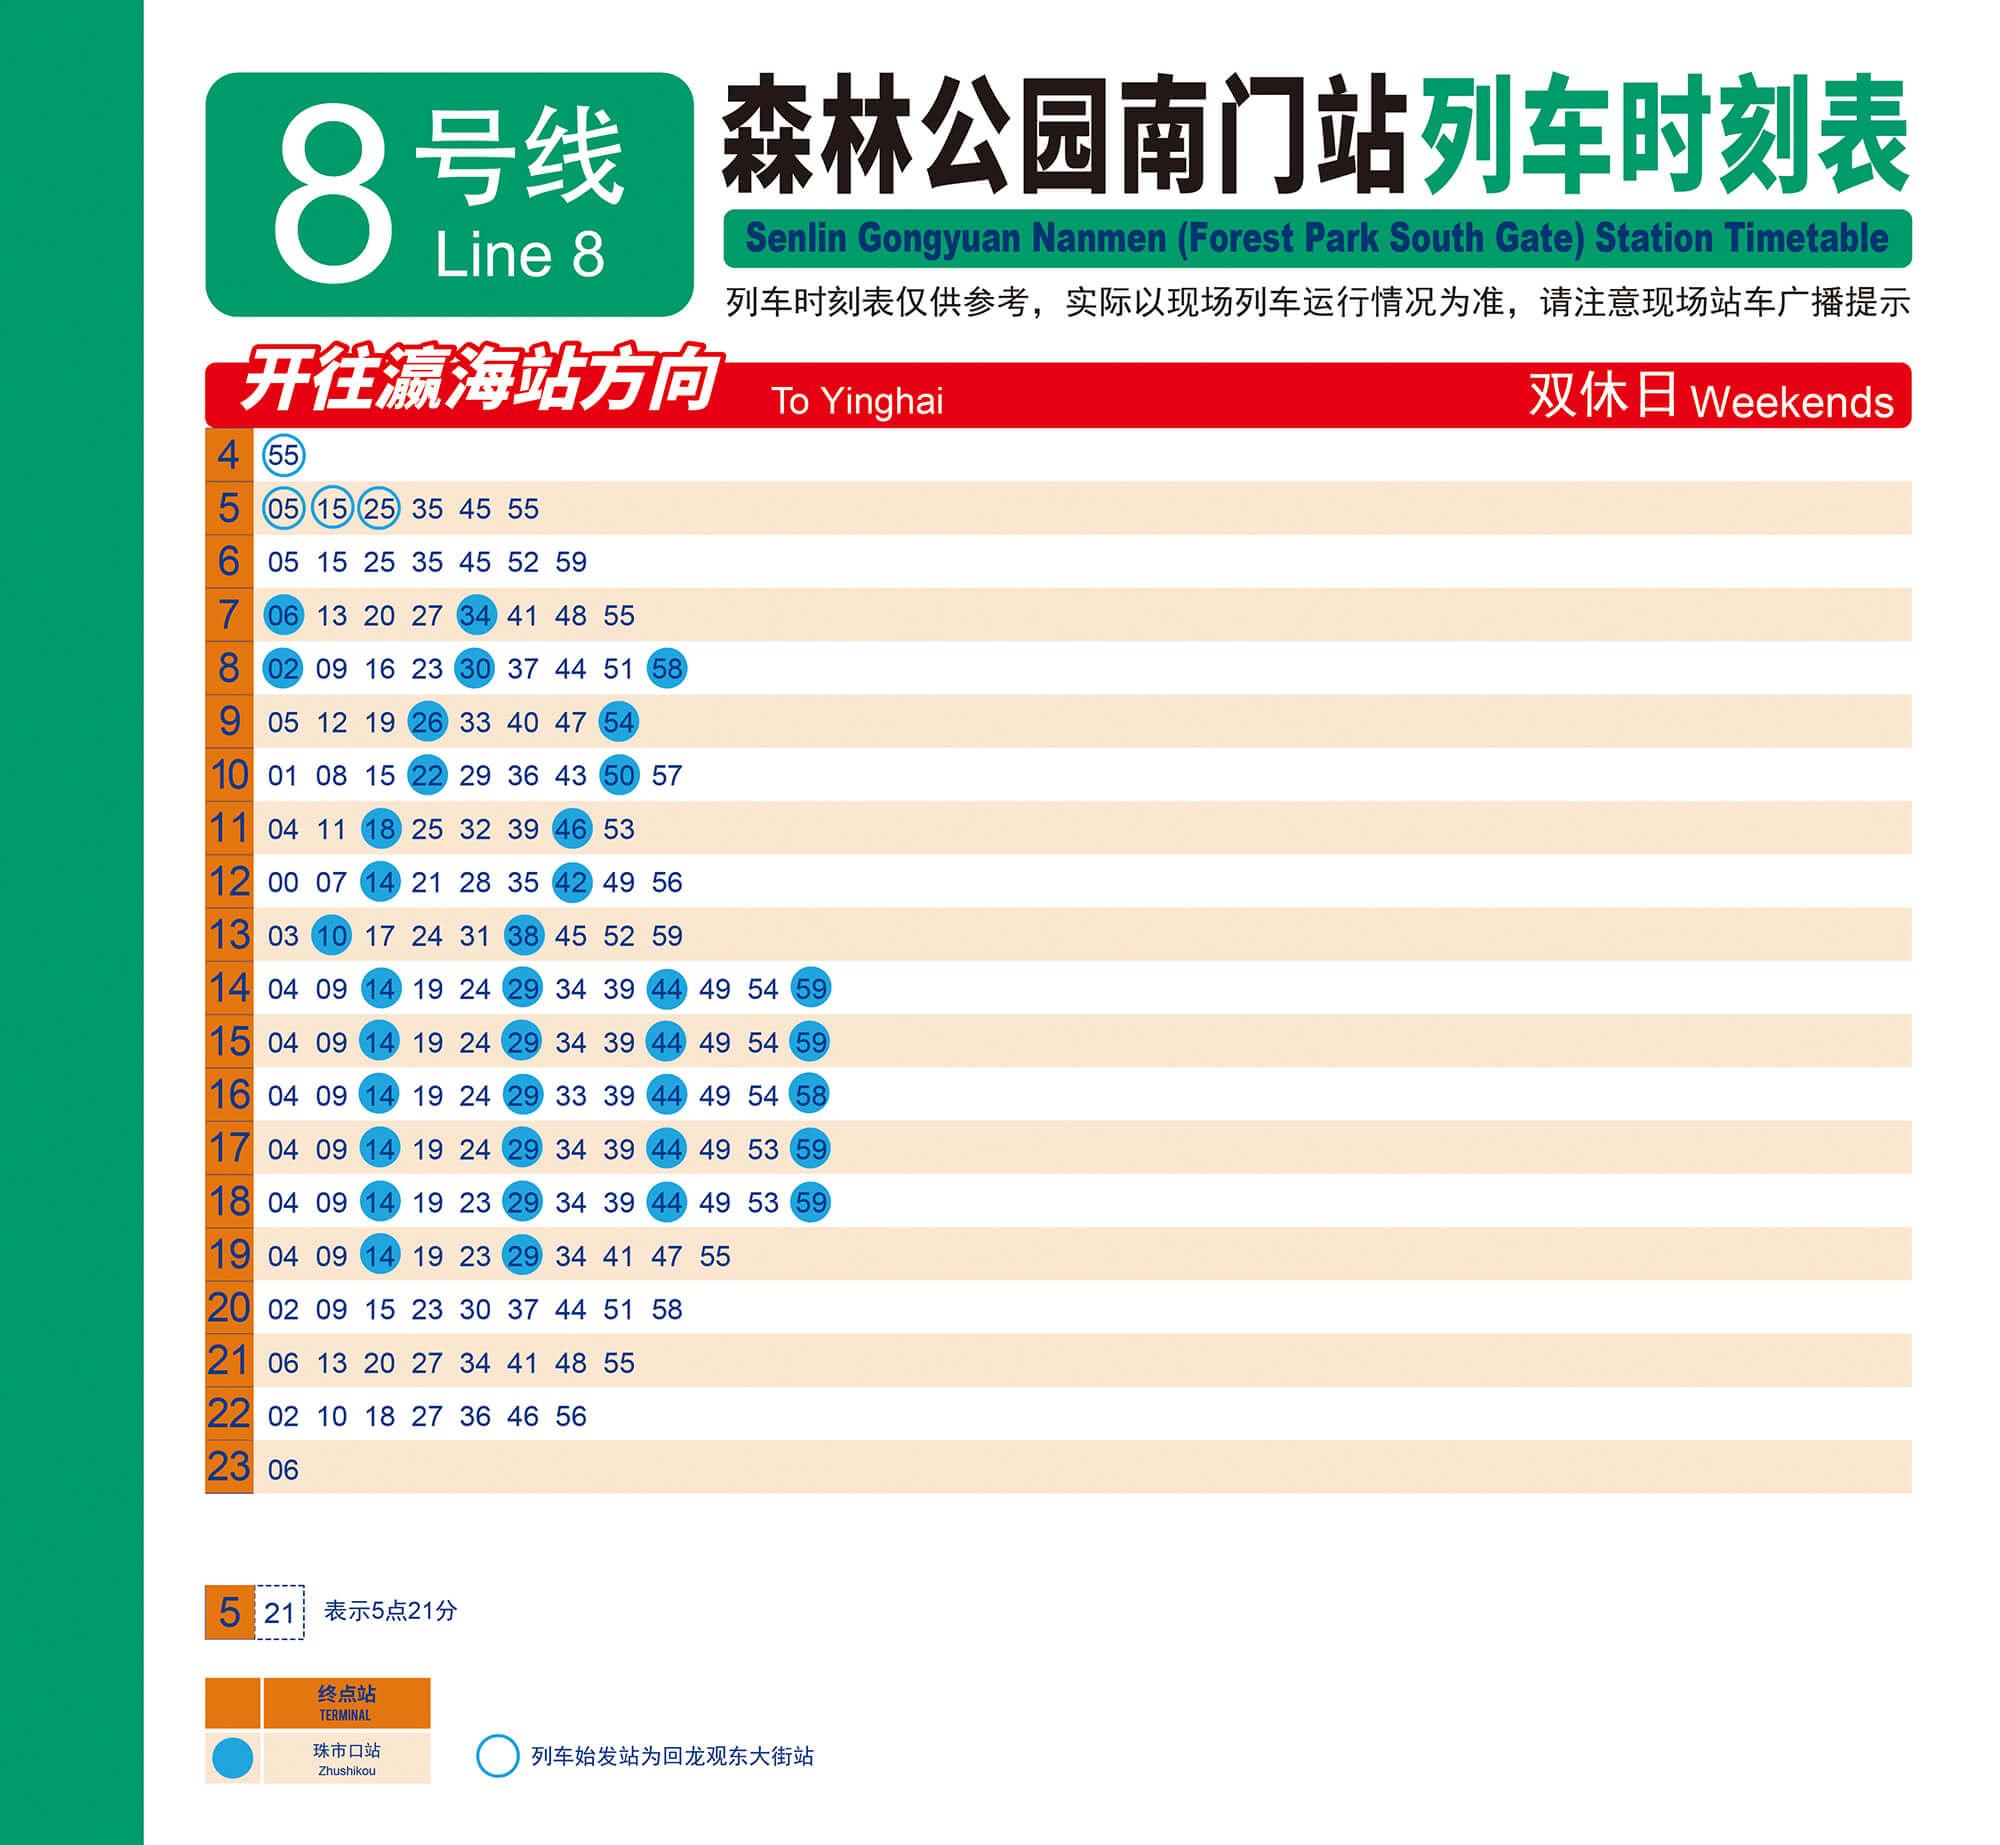 8号线
Line 8
森林公园南门站列车时刻表
Senlin Gongyuan Nanmen (Forest Park South Gate) Station Timetable
列车时刻表仅供参考，实际以现场列车运行情况为准，请注意现场站车广播提示
开往瀛海站方向 To Yinghai 双休日 Weekends
4 55
5 05 15 25 35 45 55
6 05 15 25 35 45 52 59
7 06 13 20 27 34 41 48 55
8 02 09 16 23 30 37 44 51 58
9 05 12 19 26 33 40 47 54
10 01 08 15 22 29 36 43 50 57
11 04 11 18 25 32 39 46 53
12 00 07 14 21 28 35 42 49 56
13 03 10 17 24 31 38 45 52 59
14 04 09 14 19 24 29 34 39 44 49 54 59
15 04 09 14 19 24 29 34 39 44 49 54 59
16 04 09 14 19 24 29 33 39 44 49 54 58
17 04 09 14 19 24 29 34 39 44 49 53 59
18 04 09 14 19 23 29 34 39 44 49 53 59
19 04 09 14 19 23 29 34 41 47 55
20 02 09 15 23 30 37 44 51 58
21 06 13 20 27 34 41 48 55
22 02 10 18 27 36 46 56
23 06
5 21 表示5点21分
终点站
TERMINAL
珠市口站
Zhushikou
列车始发站为回龙观东大街站